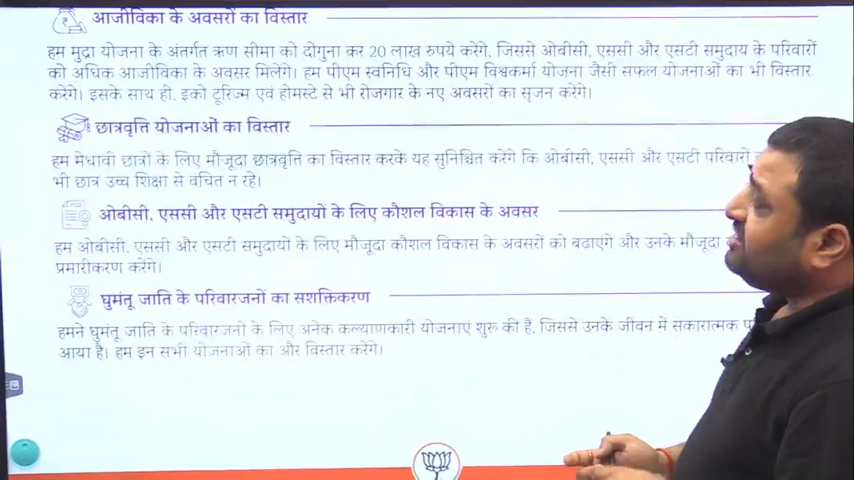 आजीविका के अवसरों का विस्तार
हम मुद्रा योजना के अंतर्गत ऋण सीमा को दोगुना कर 20 लाख रुपये करेंगे, जिससे ओबीसी, एससी और एसटी समुदाय के परिवारों
को अधिक आजीविका के अवसर मिलेंगे। हम पीएम स्वनिधि और पीएम विश्वकर्मा योजना जैसी सफल योजनाओं का भी विस्तार
करेंगे। इसके साथ ही, इको टूरिज्म एवं होमस्टे से भी रोजगार के नए अवसरों का सृजन करेंगे।
छात्रवृत्ति योजनाओं का विस्तार
हम मेधावी छात्रों के लिए मौजूदा छात्रवृत्ति का विस्तार करके यह सुनिश्चित करेंगे कि ओबीसी, एससी और एसटी परिवारों
भी छात्र उच्च शिक्षा से वंचित न रहे।
ओबीसी, एससी और एसटी समुदायों के लिए कौशल विकास के अवसर
हम ओबीसी, एससी और एसटी समुदायों के लिए मौजूदा कौशल विकास के अवसरों को बढाएंगे और उनके मौजूदा
प्रमाणीकरण करेंगे।
घुमंतू जाति के परिवारजनों का सशक्तिकरण
हमने घुमंतू जाति के परिवारजनों के लिए अनेक कल्याणकारी योजनाएं शुरू की हैं, जिससे उनके जीवन में सकारात्मक
आया है। हम इन सभी योजनाओं का और विस्तार करेंगे।